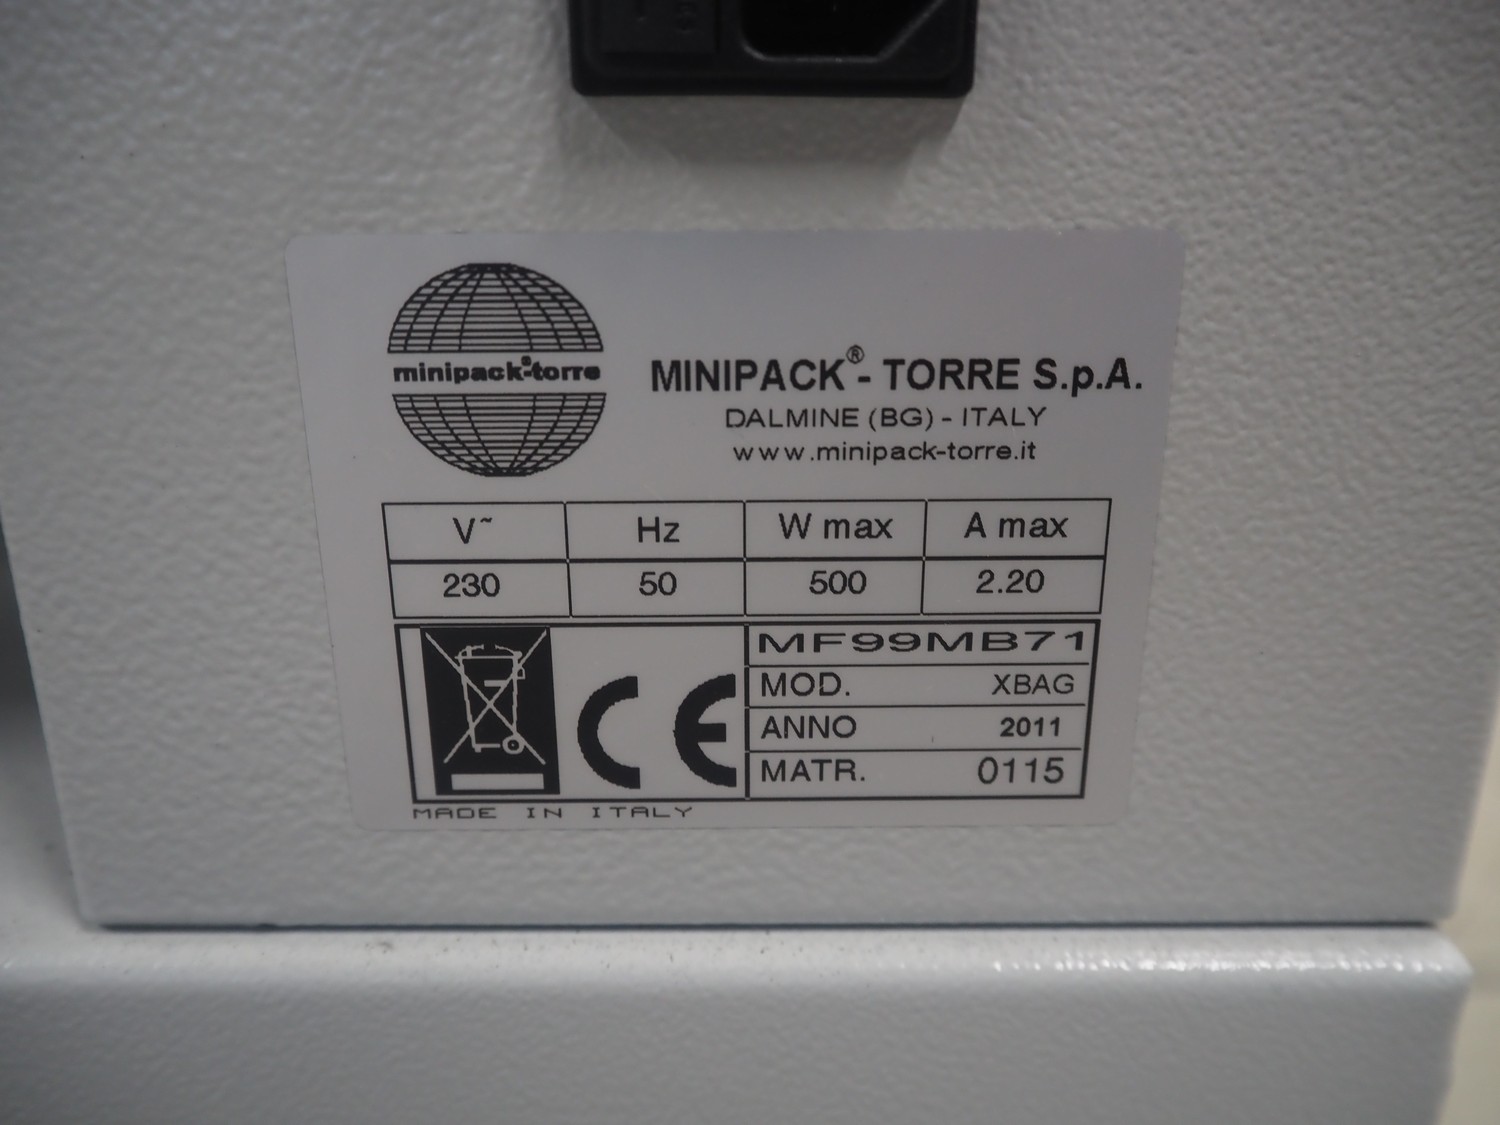 minipack®-torre
MINIPACK®- TORRE S.p.A.
DALMINE (BG) - ITALY
www.minipack-torre.it
V~ Hz W max A max
230 50 500 2.20
MF99MB71
MOD. XBAG
ANNO 2011
MATR. 0115
CE
MADE IN ITALY